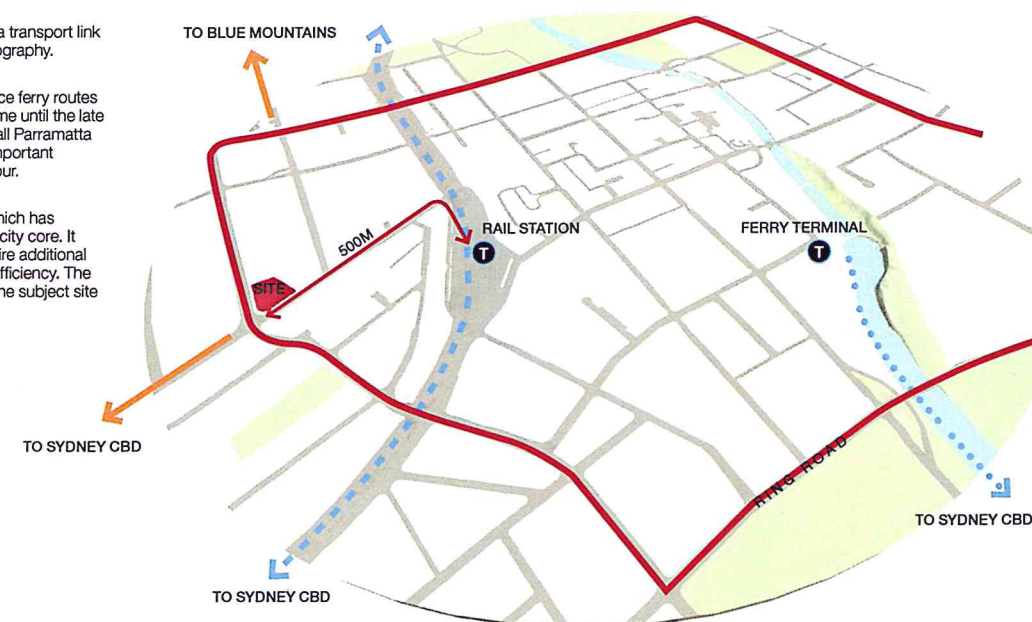 a transport link
ography.
ce ferry routes
me until the late
all Parramatta
mportant
our.
hich has
city core. It
ire additional
fficiency. The
he subject site
TO BLUE MOUNTAINS
RAIL STATION
T
FERRY TERMINAL
T
500M
SITE
TO SYDNEY CBD
RING ROAD
TO SYDNEY CBD
TO SYDNEY CBD